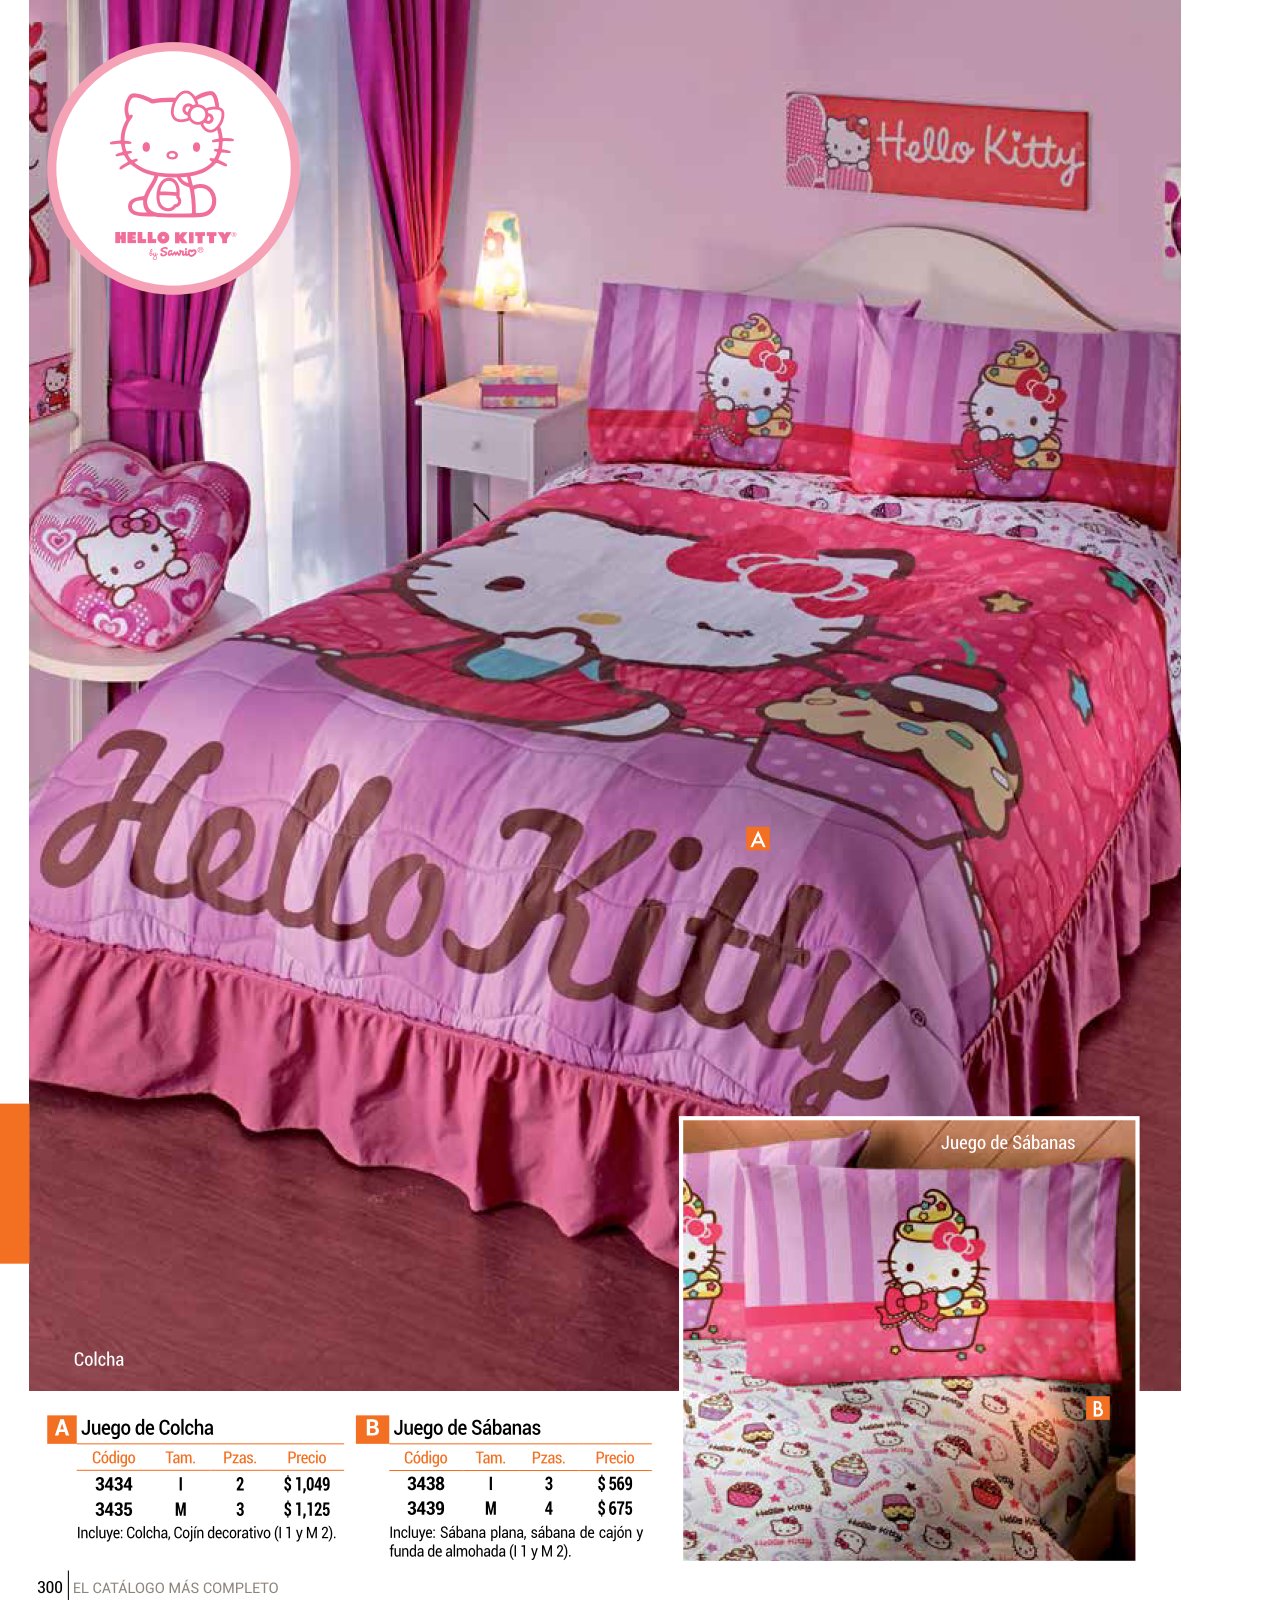 HELLO KITTY®
by Sanrio®
Hello Kitty
Hello Kitty®
A
Juego de Sábanas
B
Colcha
A Juego de Colcha
Código Tam. Pzas. Precio
3434 I 2 $ 1,049
3435 M 3 $ 1,125
Incluye: Colcha, Cojín decorativo (I 1 y M 2).
B Juego de Sábanas
Código Tam. Pzas. Precio
3438 I 3 $ 569
3439 M 4 $ 675
Incluye: Sábana plana, sábana de cajón y
funda de almohada (I 1 y M 2).
300 EL CATÁLOGO MÁS COMPLETO